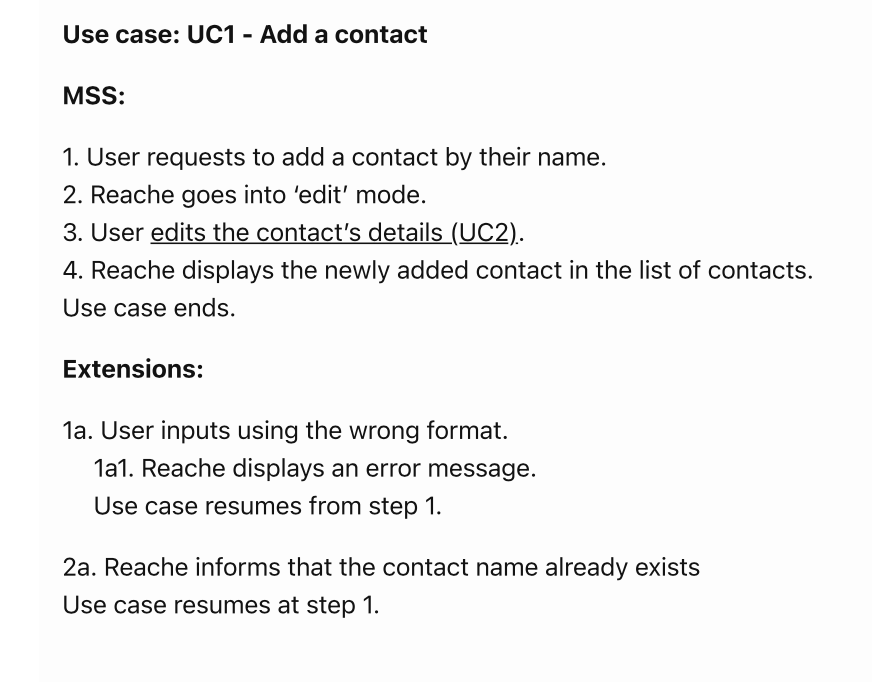 Use case: UC1 - Add a contact
MSS:
1. User requests to add a contact by their name.
2. Reache goes into ‘edit’ mode.
3. User edits the contact’s details (UC2).
4. Reache displays the newly added contact in the list of contacts.
Use case ends.
Extensions:
1a. User inputs using the wrong format.
1a1. Reache displays an error message.
Use case resumes from step 1.
2a. Reache informs that the contact name already exists
Use case resumes at step 1.